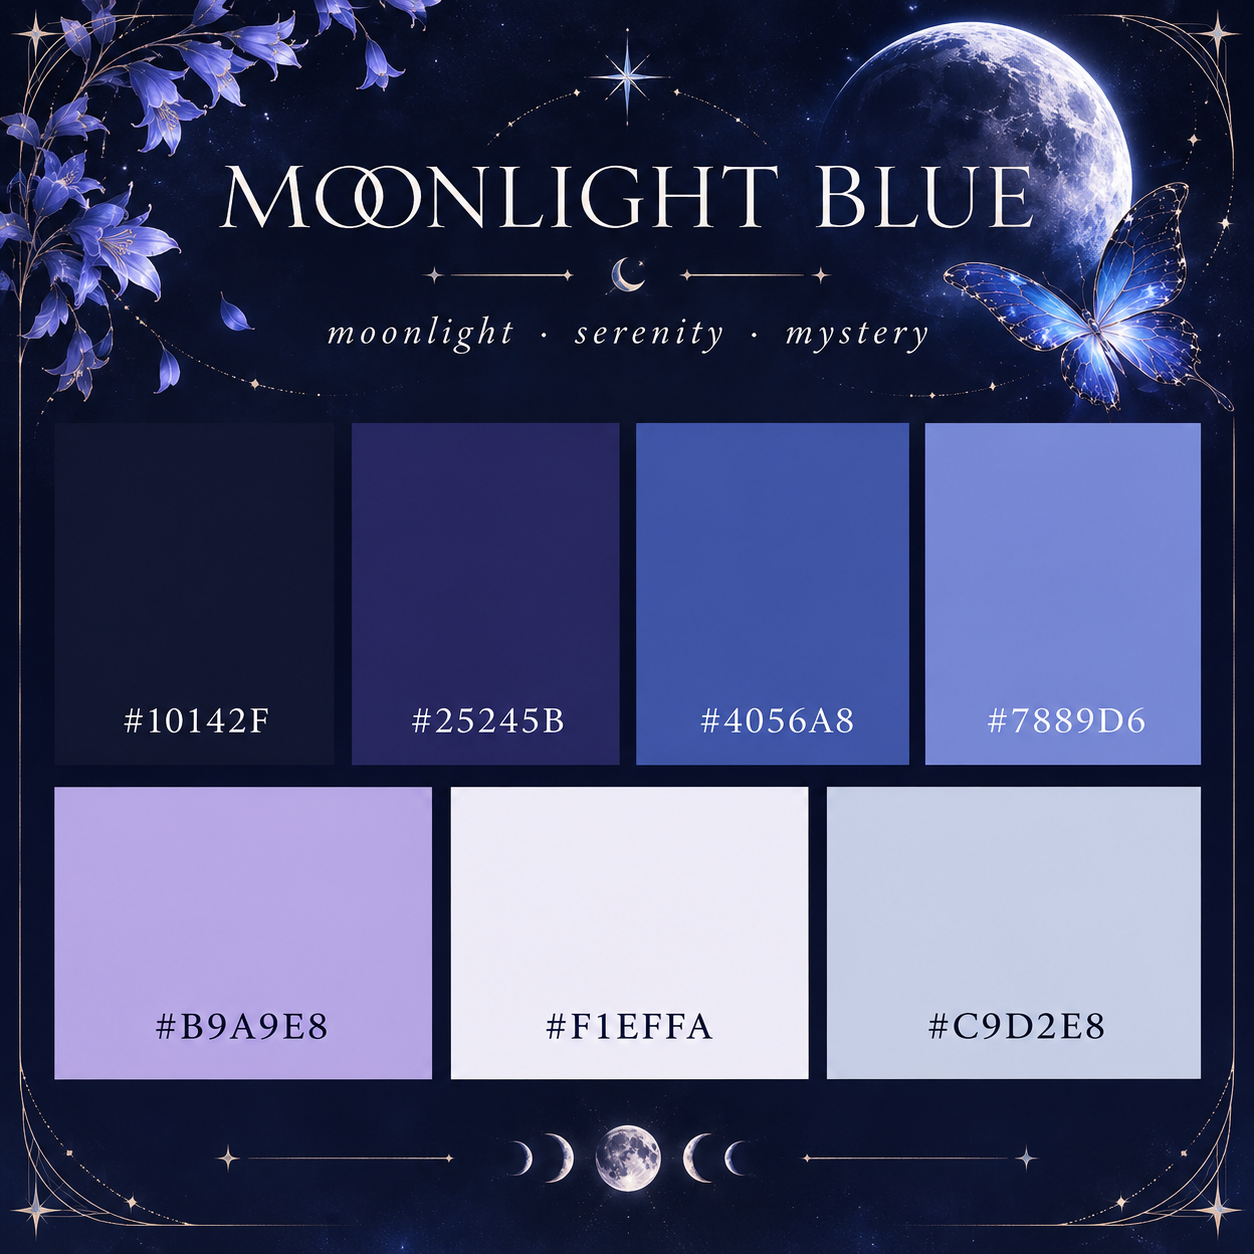 MOONLIGHT BLUE
moonlight · serenity · mystery
#10142F
#25245B
#4056A8
#7889D6
#B9A9E8
#F1EFFA
#C9D2E8